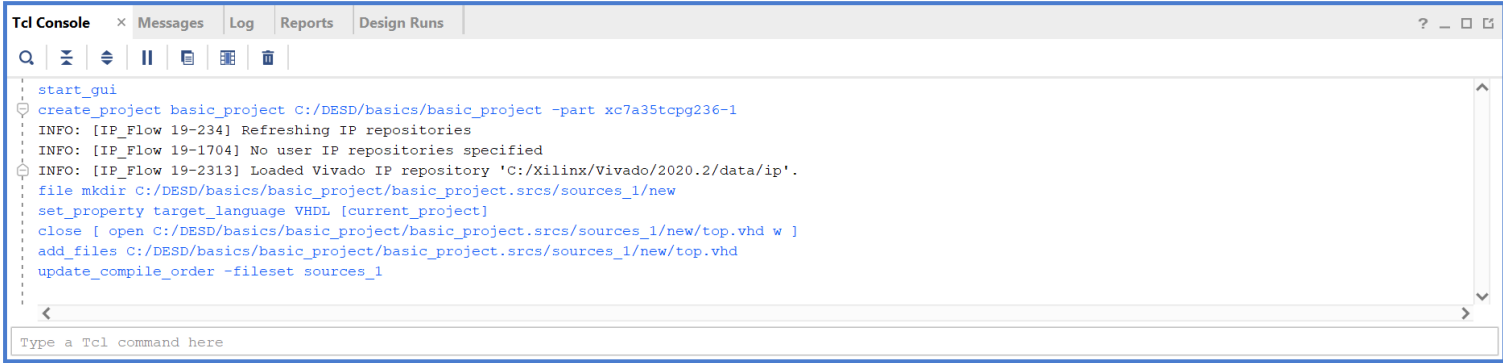 Tcl Console × Messages Log Reports Design Runs ?
start_gui
create_project basic_project C:/DESD/basics/basic_project -part xc7a35tcpg236-1
INFO: [IP_Flow 19-234] Refreshing IP repositories
INFO: [IP_Flow 19-1704] No user IP repositories specified
INFO: [IP_Flow 19-2313] Loaded Vivado IP repository 'C:/Xilinx/Vivado/2020.2/data/ip'.
file mkdir C:/DESD/basics/basic_project/basic_project.srcs/sources_1/new
set_property target_language VHDL [current_project]
close [ open C:/DESD/basics/basic_project/basic_project.srcs/sources_1/new/top.vhd w ]
add_files C:/DESD/basics/basic_project/basic_project.srcs/sources_1/new/top.vhd
update_compile_order -fileset sources_1
Type a Tcl command here